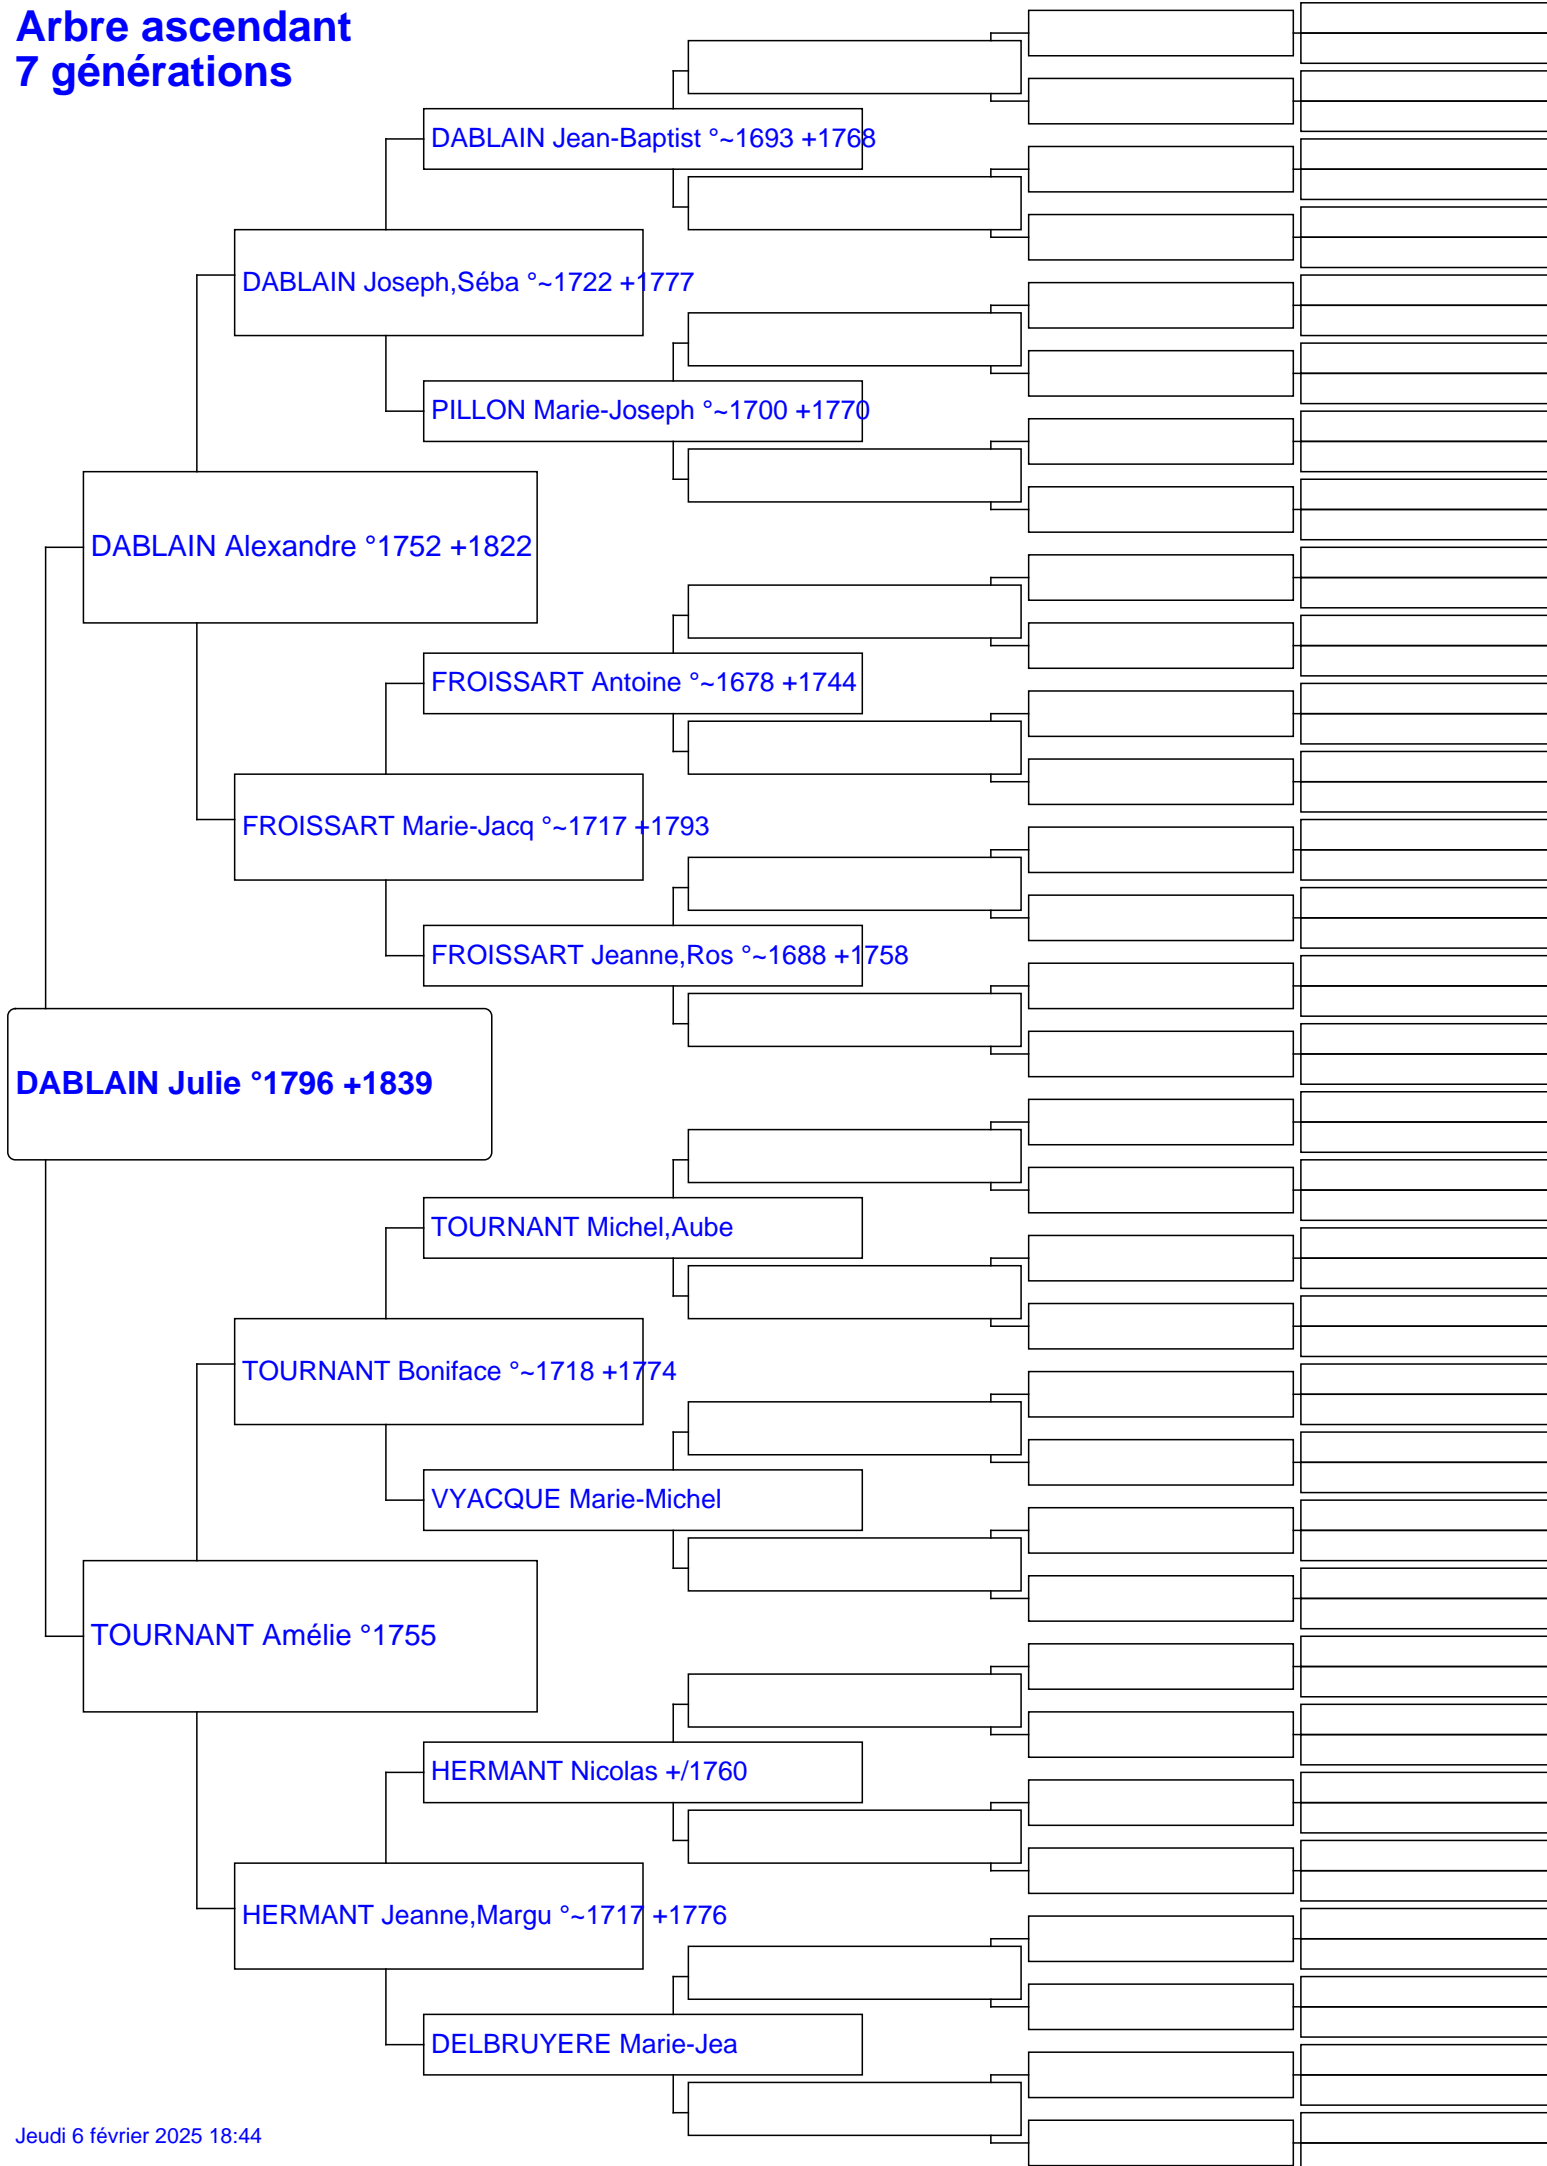 Arbre ascendant
7 générations
DABLAIN Jean-Baptist °~1693 +1768
DABLAIN Joseph,Séba °~1722 +1777
PILLON Marie-Joseph °~1700 +1770
DABLAIN Alexandre °1752 +1822
FROISSART Antoine °~1678 +1744
FROISSART Marie-Jacq °~1717 +1793
FROISSART Jeanne,Ros °~1688 +1758
DABLAIN Julie °1796 +1839
TOURNANT Michel,Aube
TOURNANT Boniface °~1718 +1774
VYACQUE Marie-Michel
TOURNANT Amélie °1755
HERMANT Nicolas +/1760
HERMANT Jeanne,Margu °~1717 +1776
DELBRUYERE Marie-Jea
Jeudi 6 février 2025 18:44